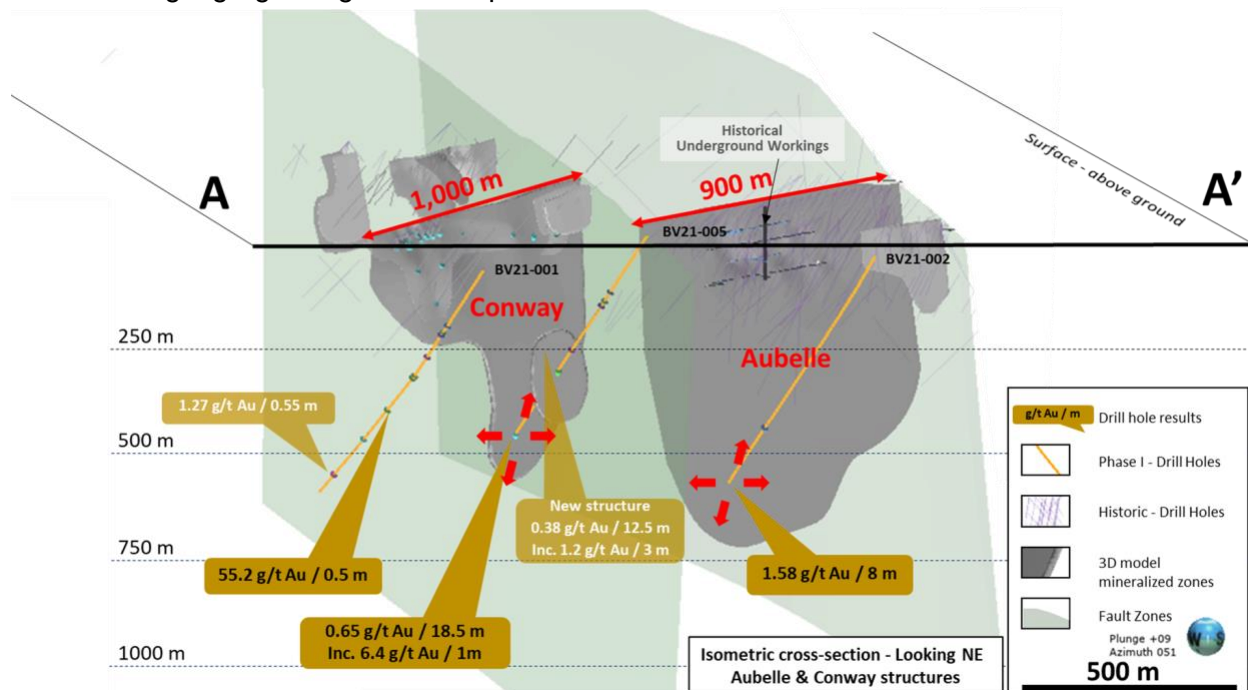 A
A'
1,000 m
900 m
Historical
Underground Workings
Surface - above ground
BV21-005
BV21-001
BV21-002
Conway
Aubelle
250 m
500 m
750 m
1000 m
1.27 g/t Au / 0.55 m
55.2 g/t Au / 0.5 m
0.65 g/t Au / 18.5 m
Inc. 6.4 g/t Au / 1m
New structure
0.38 g/t Au / 12.5 m
Inc. 1.2 g/t Au / 3 m
1.58 g/t Au / 8 m
Isometric cross-section - Looking NE
Aubelle & Conway structures
g/t Au / m
Drill hole results
Phase I - Drill Holes
Historic - Drill Holes
3D model
mineralized zones
Fault Zones
Plunge +09
Azimuth 051
W S
500 m